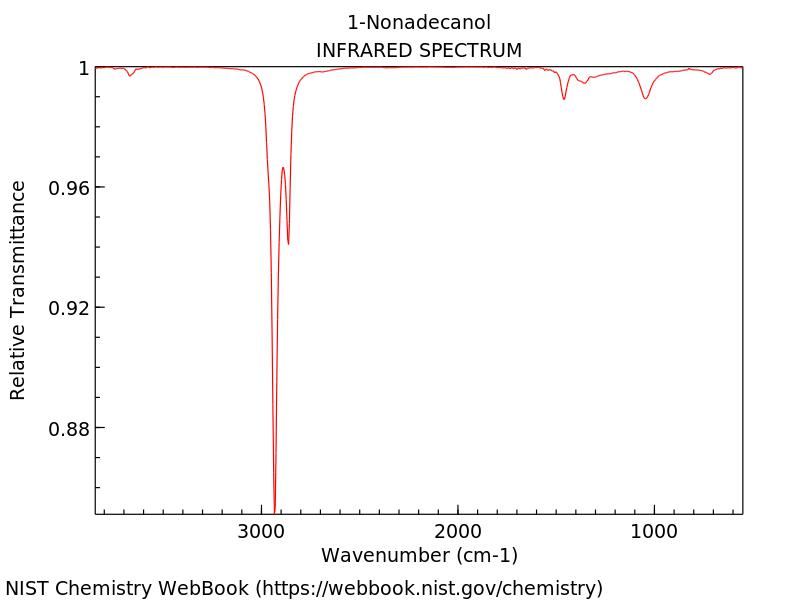 1-Nonadecanol
INFRARED SPECTRUM
1
0.96
0.92
0.88
Relative Transmittance
3000 2000 1000
Wavenumber (cm-1)
NIST Chemistry WebBook (https://webbook.nist.gov/chemistry)